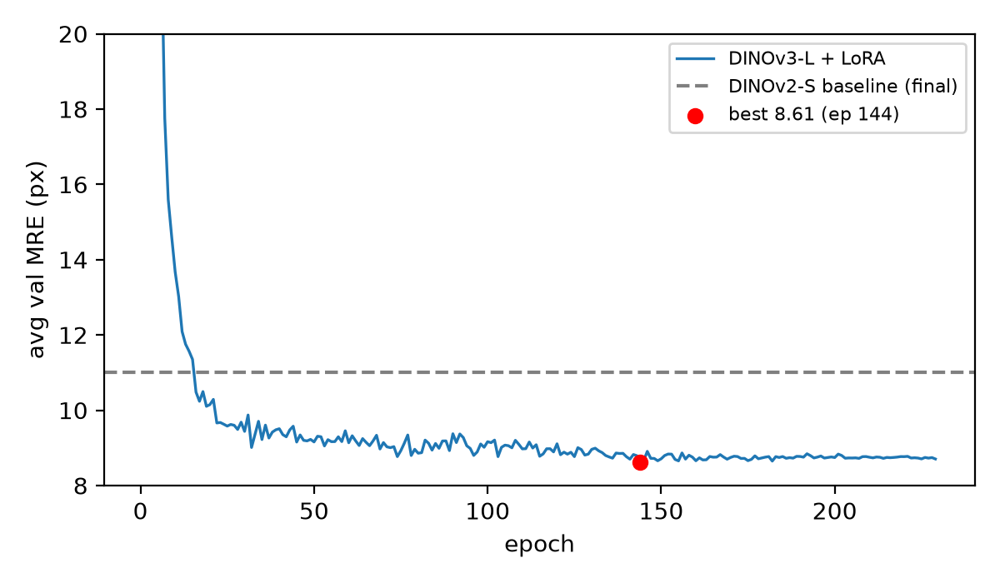 20
18
16
14
12
10
8
avg val MRE (px)
DINOv3-L + LoRA
DINOv2-S baseline (final)
best 8.61 (ep 144)
0
50
100
150
200
epoch